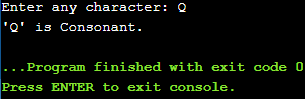 Enter any character: Q
'Q' is Consonant.
...Program finished with exit code 0
Press ENTER to exit console.